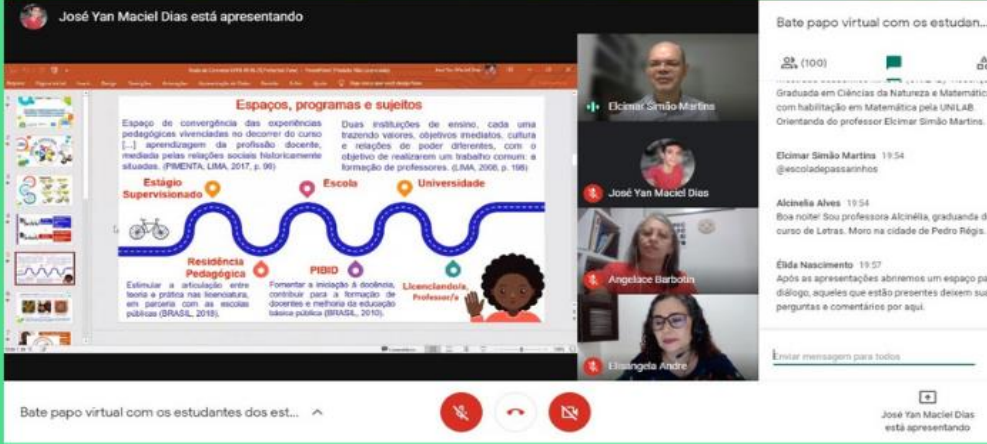 José Yan Maciel Dias está apresentando
Espaços, programas e sujeitos
Espaço de convergência das experiências
pedagógicas vivenciadas no decorrer do curso
[...] aprendizagem da profissão docente,
mediada pelas relações sociais historicamente
situadas. (PIMENTA, LIMA, 2017, p. 96)
Duas instituições de ensino, cada uma
trazendo valores, objetivos imediatos, cultura
e relações de poder diferentes, com o
objetivo de realizarem um trabalho comum: a
formação de professores. (LIMA, 2008, p. 198)
Estágio
Supervisionado
Escola
Universidade
Residência
Pedagógica
PIBID
Licenciando/a,
Professor/a
Estimular a articulação entre
teoria e prática nas licenciatura,
em parceria com as escolas
públicas (BRASIL, 2018).
Fomentar a iniciação à docência,
contribuir para a formação de
docentes e melhoria da educação
básica pública (BRASIL, 2010).
Elcimar Simão Martins
José Yan Maciel Dias
Angelace Barbotin
Elisangela Andre
Bate papo virtual com os estudan...
(100)
Graduada em Ciências da Natureza e Matemátic
com habilitação em Matemática pela UNILAB.
Orientanda do professor Elcimar Simão Martins.
Elcimar Simão Martins 19:54
@escoladepassarinhos
Alcinelia Alves 19:54
Boa noite! Sou professora Alcinélia, graduanda d
curso de Letras. Moro na cidade de Pedro Régis.
Élida Nascimento 19:57
Após as apresentações abriremos um espaço pa
diálogo, aqueles que estão presentes deixem sua
perguntas e comentários por aqui.
Enviar mensagem para todos
Bate papo virtual com os estudantes dos est...
José Yan Maciel Dias
está apresentando